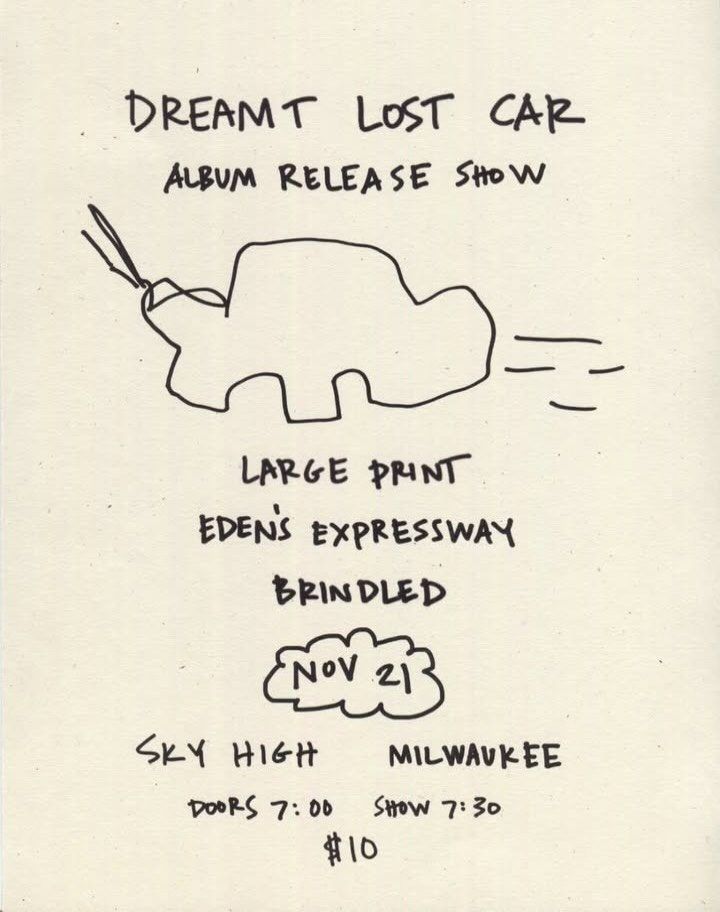 DREAMT LOST CAR
ALBUM RELEASE SHOW
LARGE PRINT
EDEN'S EXPRESSWAY
BRINDLED
NOV 21
SKY HIGH MILWAUKEE
DOORS 7:00 SHOW 7:30
$10